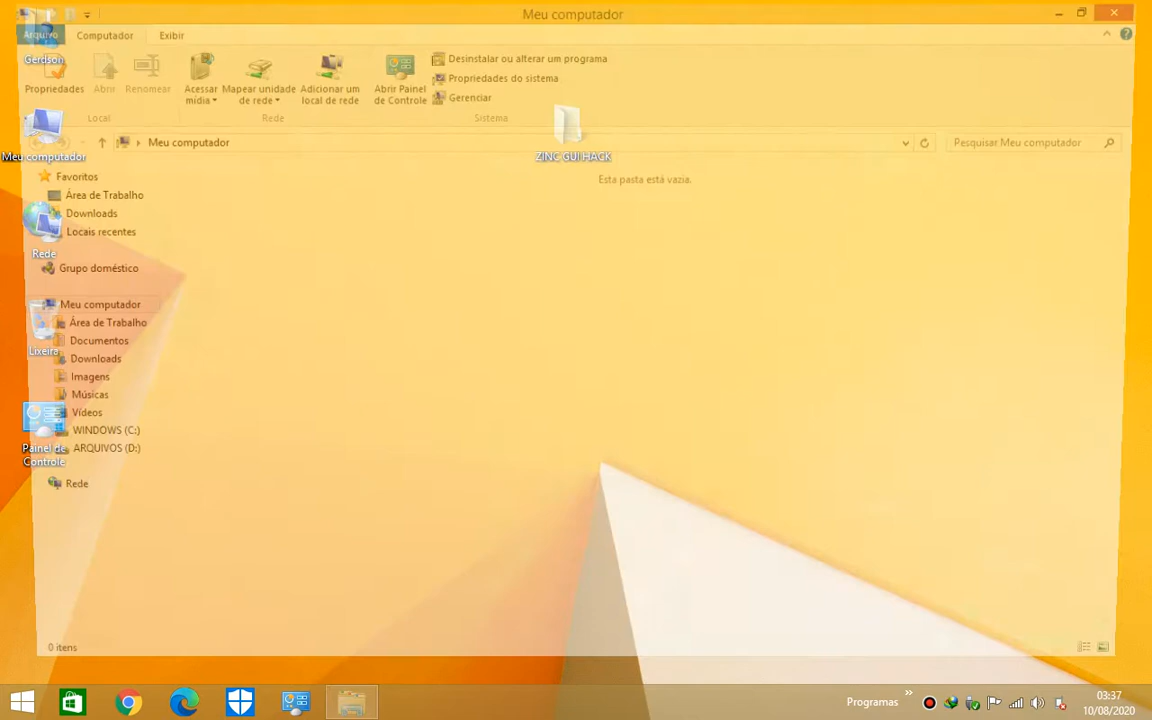 Meu computador
Arquivo
Computador
Exibir
Gerdson
Propriedades
Abrir
Renomear
Acessar mídia
Mapear unidade de rede
Adicionar um local de rede
Abrir Painel de Controle
Desinstalar ou alterar um programa
Propriedades do sistema
Gerenciar
Local
Rede
Sistema
Meu computador
Meu computador
Pesquisar Meu computador
ZINC GUI HACK
Esta pasta está vazia.
Favoritos
Área de Trabalho
Downloads
Locais recentes
Rede
Grupo doméstico
Meu computador
Área de Trabalho
Documentos
Lixeira
Downloads
Imagens
Músicas
Vídeos
WINDOWS (C:)
ARQUIVOS (D:)
Painel de
Controle
Rede
0 itens
Programas
03:37
10/08/2020